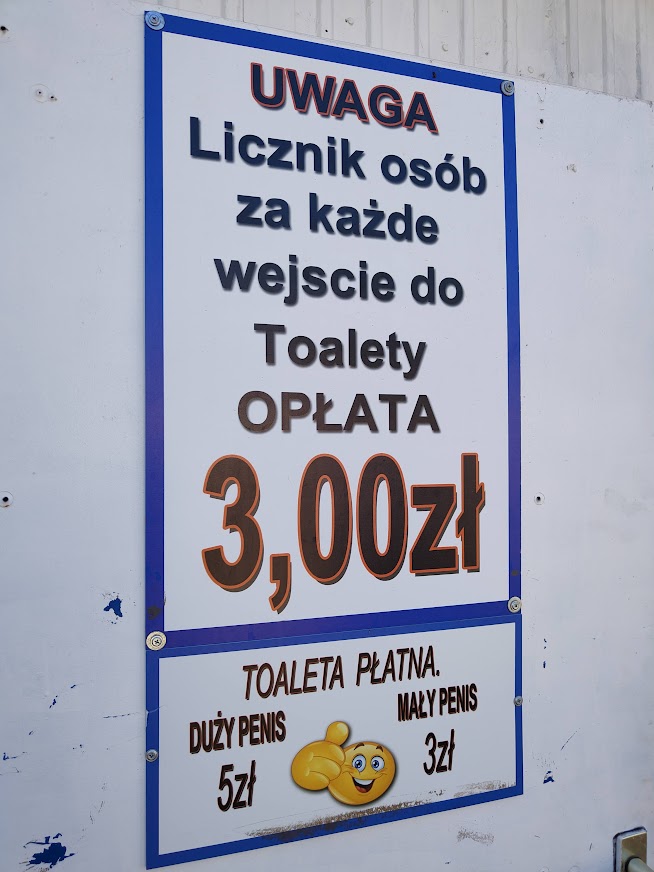 UWAGA
Licznik osób
za każde
wejscie do
Toalety
OPŁATA
3,00zł
TOALETA PŁATNA.
DUŻY PENIS
5zł
MAŁY PENIS
3zł